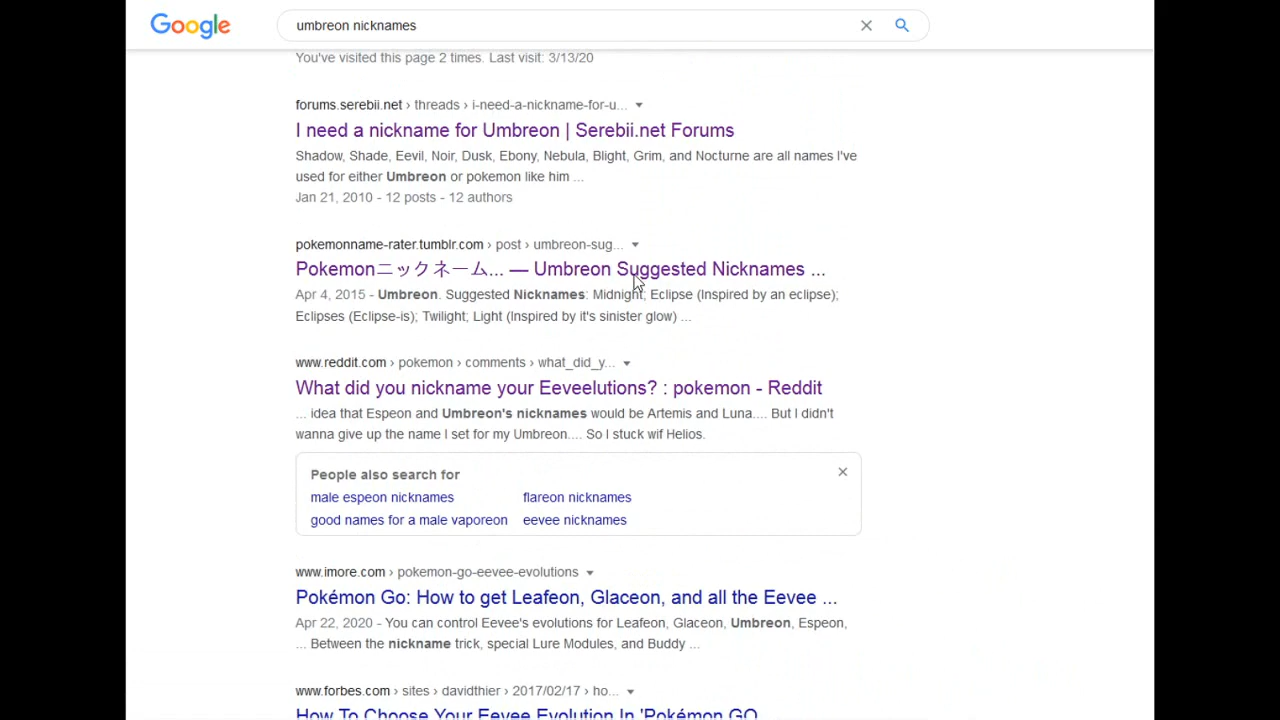 Google
umbreon nicknames
You've visited this page 2 times. Last visit: 3/13/20
forums.serebii.net › threads › i-need-a-nickname-for-u...
I need a nickname for Umbreon | Serebii.net Forums
Shadow, Shade, Eevil, Noir, Dusk, Ebony, Nebula, Blight, Grim, and Nocturne are all names I've
used for either Umbreon or pokemon like him ...
Jan 21, 2010 - 12 posts - 12 authors
pokemonname-rater.tumblr.com › post › umbreon-sug...
Pokemonニックネーム... — Umbreon Suggested Nicknames ...
Apr 4, 2015 - Umbreon. Suggested Nicknames: Midnight; Eclipse (Inspired by an eclipse);
Eclipses (Eclipse-is); Twilight; Light (Inspired by it's sinister glow) ...
www.reddit.com › pokemon › comments › what_did_y...
What did you nickname your Eeveelutions? : pokemon - Reddit
... idea that Espeon and Umbreon's nicknames would be Artemis and Luna.... But I didn't
wanna give up the name I set for my Umbreon.... So I stuck wif Helios.
People also search for
male espeon nicknames flareon nicknames
good names for a male vaporeon eevee nicknames
www.imore.com › pokemon-go-eevee-evolutions
Pokémon Go: How to get Leafeon, Glaceon, and all the Eevee ...
Apr 22, 2020 - You can control Eevee's evolutions for Leafeon, Glaceon, Umbreon, Espeon,
... Between the nickname trick, special Lure Modules, and Buddy ...
www.forbes.com › sites › davidthier › 2017/02/17 › ho...
How To Choose Your Eevee Evolution In 'Pokémon GO